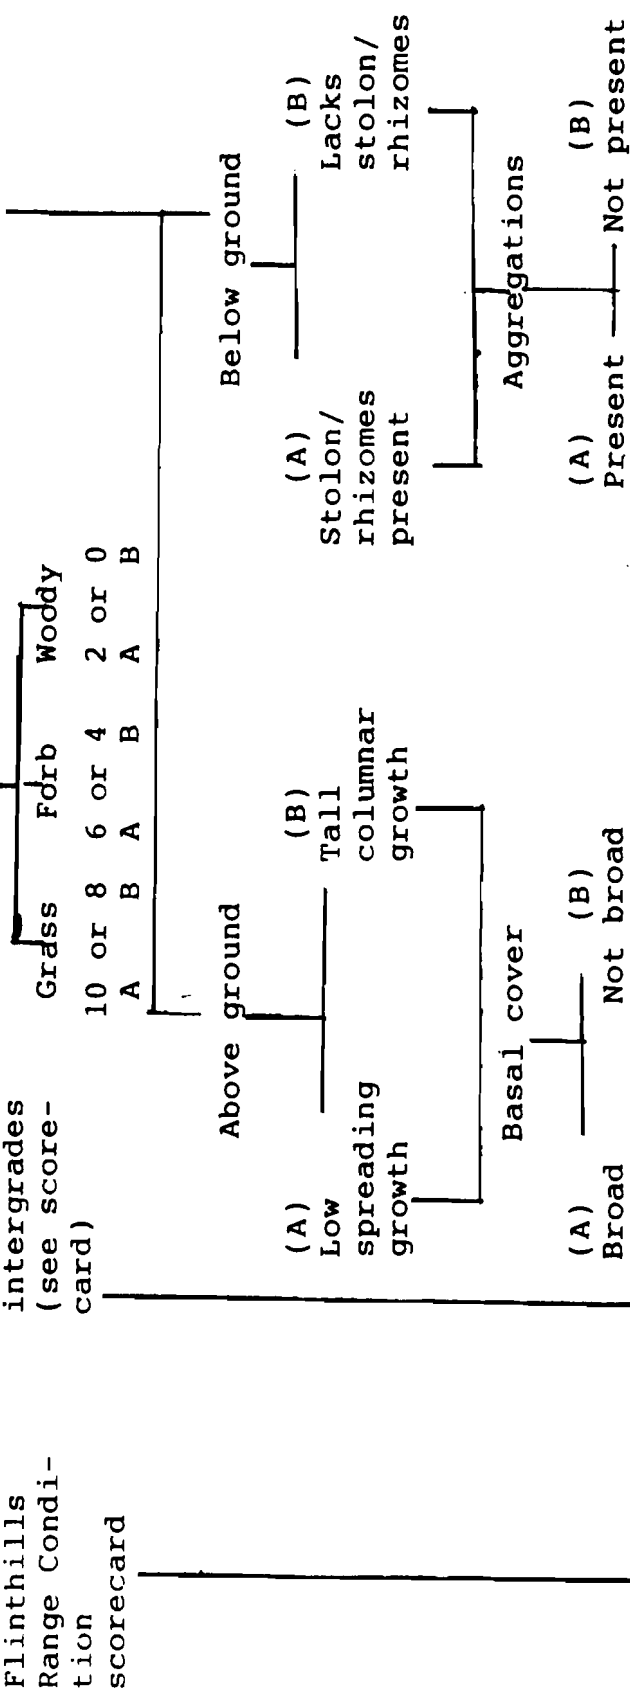 Flinthills
Range Condi-
tion
scorecard
intergrades
(see score-
card)
Grass Forb Woody
10 or 8 6 or 4 2 or 0
A B A B A B
Above ground
Below ground
(A)
Low
spreading
growth
(B)
Tall
columnar
growth
(A)
Stolon/
rhizomes
present
(B)
Lacks
stolon/
rhizomes
Basal cover
Aggregations
(A)
Broad
(B)
Not broad
(A)
Present
(B)
Not present